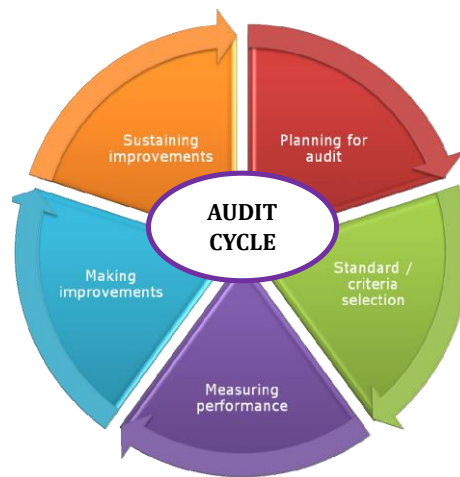 AUDIT
CYCLE
Planning for
audit
Standard /
criteria
selection
Measuring
performance
Making
improvements
Sustaining
improvements